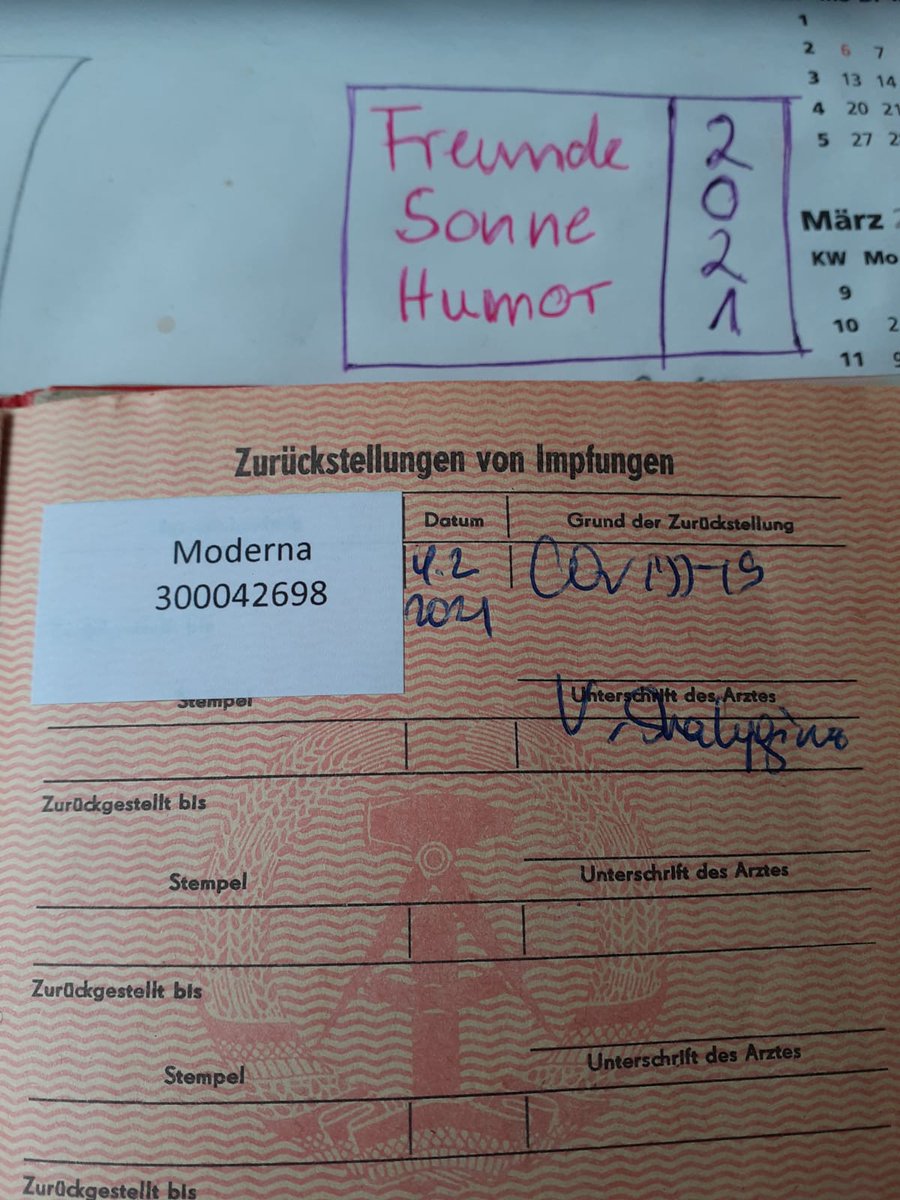 1
2 6 7
3 13 14
4 20 21
5 27
März
KW Mo
9
10 2
11 9
Freunde 2
Sonne 0
Humor 2
1
Zurückstellungen von Impfungen
Datum Grund der Zurückstellung
Moderna
300042698
4.2 COVID-19
2021
Stempel Unterschrift des Arztes
Zurückgestellt bis
Stempel Unterschrift des Arztes
Zurückgestellt bis
Stempel Unterschrift des Arztes
Zurückgestellt bis